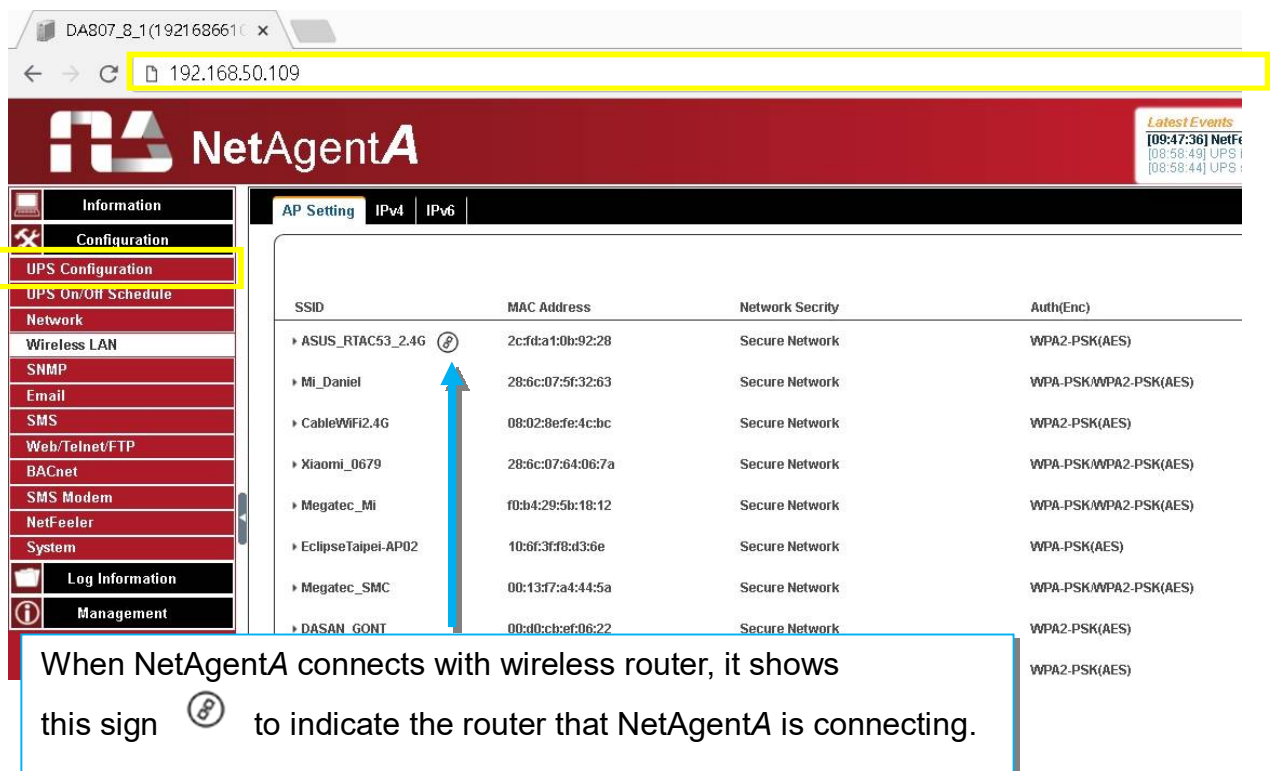 DA807_8_1(1921686610
192.168.50.109
NetAgentA
Latest Events
[09:47:36] NetFe
[08:58:49] UPS i
[08:58:44] UPS
Information
Configuration
UPS Configuration
UPS On/Off Schedule
Network
Wireless LAN
SNMP
Email
SMS
Web/Telnet/FTP
BACnet
SMS Modem
NetFeeler
System
Log Information
Management
AP Setting IPv4 IPv6
SSID MAC Address Network Secrity Auth(Enc)
ASUS_RTAC53_2.4G 2c:fd:a1:0b:92:28 Secure Network WPA2-PSK(AES)
Mi_Daniel 28:6c:07:5f:32:63 Secure Network WPA-PSK/WPA2-PSK(AES)
CableWiFi2.4G 08:02:8e:fe:4c:bc Secure Network WPA2-PSK(AES)
Xiaomi_0679 28:6c:07:64:06:7a Secure Network WPA-PSK/WPA2-PSK(AES)
Megatec_Mi f0:b4:29:5b:18:12 Secure Network WPA-PSK/WPA2-PSK(AES)
EclipseTaipei-AP02 10:6f:3f:f8:d3:6e Secure Network WPA-PSK(AES)
Megatec_SMC 00:13:f7:a4:44:5a Secure Network WPA-PSK/WPA2-PSK(AES)
DASAN_GONT 00:d0:cb:ef:06:22 Secure Network WPA2-PSK(AES)
WPA2-PSK(AES)
When NetAgentA connects with wireless router, it shows
this sign to indicate the router that NetAgentA is connecting.